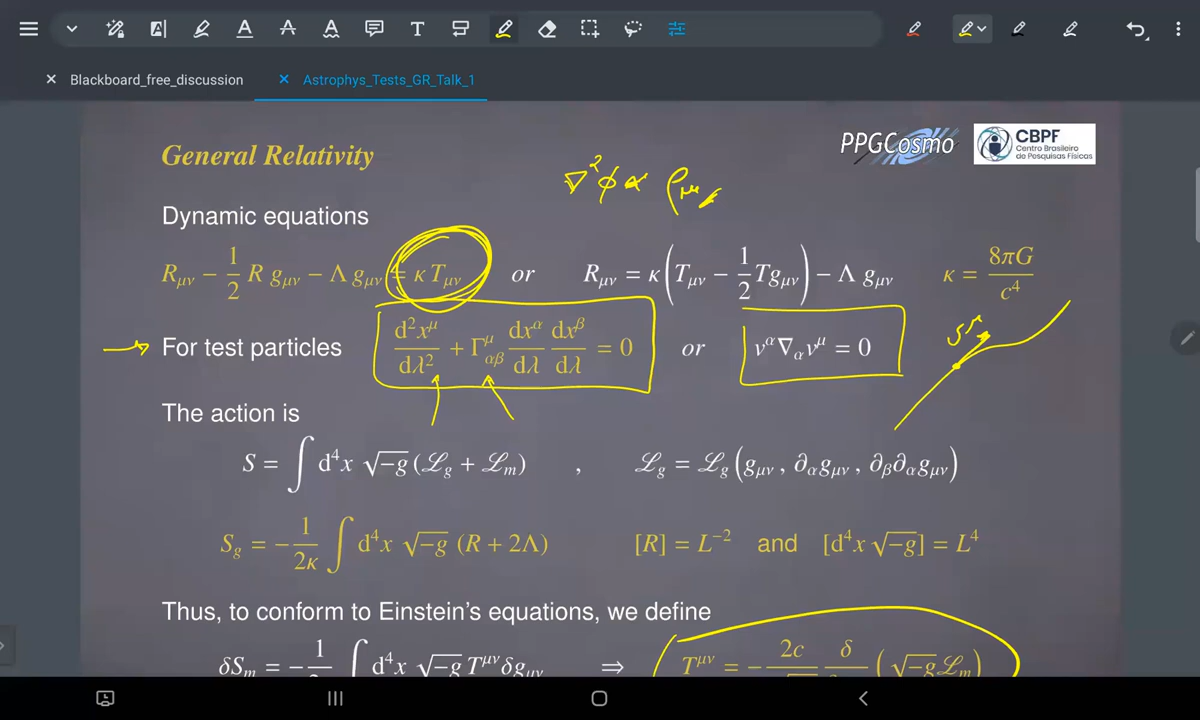 Blackboard_free_discussion
Astrophys_Tests_GR_Talk_1
General Relativity
PPGCosmo
CBPF
Centro Brasileiro
de Pesquisas Físicas
∇²ϕ ∝ ρ
Dynamic equations
R_μν − 1/2 R g_μν − Λ g_μν = κ T_μν or R_μν = κ(T_μν − 1/2 T g_μν) − Λ g_μν κ = 8πG/c⁴
For test particles d²x^μ/dλ² + Γ^μ_αβ dx^α/dλ dx^β/dλ = 0 or v^α∇_α v^μ = 0
The action is
S = ∫ d⁴x √−g (ℒ_g + ℒ_m) , ℒ_g = ℒ_g(g_μν , ∂_α g_μν , ∂_β∂_α g_μν)
S_g = −1/2κ ∫ d⁴x √−g (R + 2Λ) [R] = L⁻² and [d⁴x √−g] = L⁴
Thus, to conform to Einstein's equations, we define